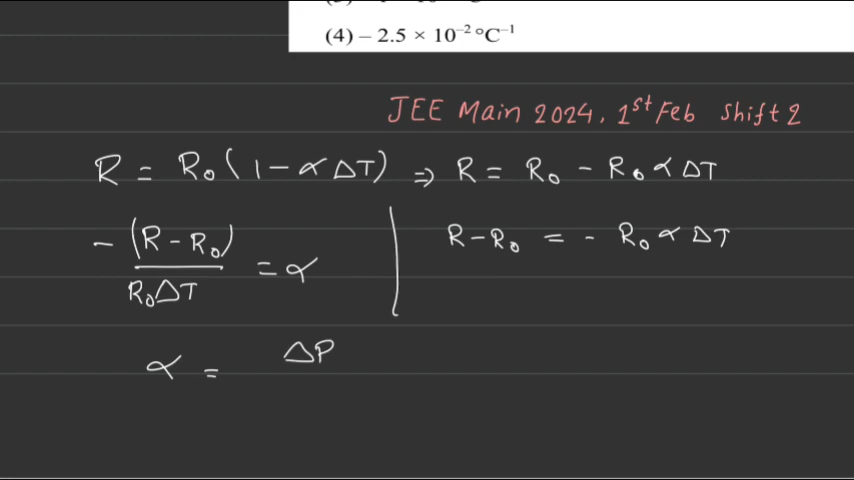 (4) – 2.5 × 10⁻² °C⁻¹
JEE Main 2024, 1st Feb Shift 2
R = R₀(1 - α ΔT) ⇒ R = R₀ - R₀ α ΔT
- (R - R₀) / R₀ΔT = α
R - R₀ = - R₀ α ΔT
α = ΔP